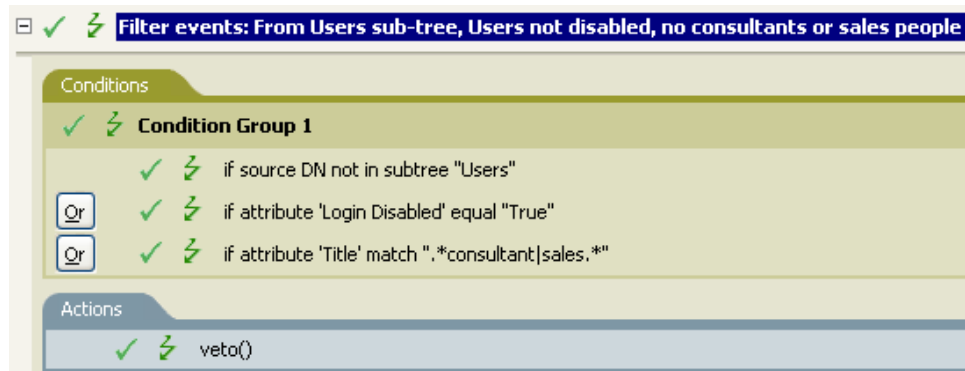 Filter events: From Users sub-tree, Users not disabled, no consultants or sales people
Conditions
Condition Group 1
if source DN not in subtree "Users"
Or if attribute 'Login Disabled' equal "True"
Or if attribute 'Title' match ".*consultant|sales.*"
Actions
veto()